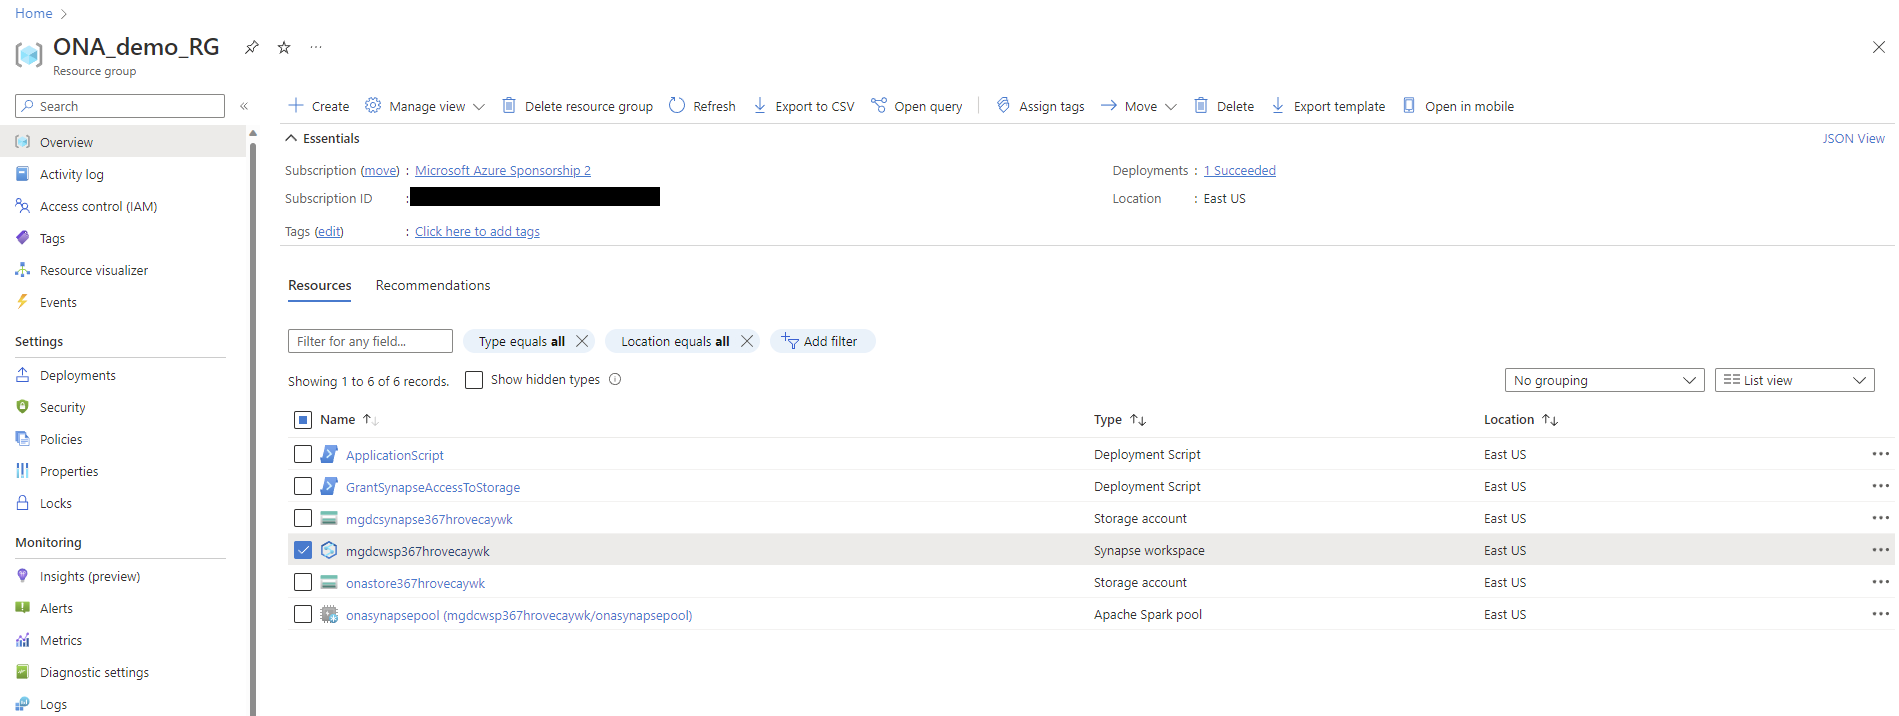 Home
ONA_demo_RG
Resource group
Search
Create Manage view Delete resource group Refresh Export to CSV Open query Assign tags Move Delete Export template Open in mobile
Overview
Activity log
Access control (IAM)
Tags
Resource visualizer
Events
Settings
Deployments
Security
Policies
Properties
Locks
Monitoring
Insights (preview)
Alerts
Metrics
Diagnostic settings
Logs
Essentials JSON View
Subscription (move) : Microsoft Azure Sponsorship 2 Deployments : 1 Succeeded
Subscription ID : Location : East US
Tags (edit) : Click here to add tags
Resources Recommendations
Filter for any field... Type equals all Location equals all Add filter
Showing 1 to 6 of 6 records. Show hidden types No grouping List view
Name Type Location
ApplicationScript Deployment Script East US
GrantSynapseAccessToStorage Deployment Script East US
mgdcsynapse367hrovecaywk Storage account East US
mgdcwsp367hrovecaywk Synapse workspace East US
onastore367hrovecaywk Storage account East US
onasynapsepool (mgdcwsp367hrovecaywk/onasynapsepool) Apache Spark pool East US